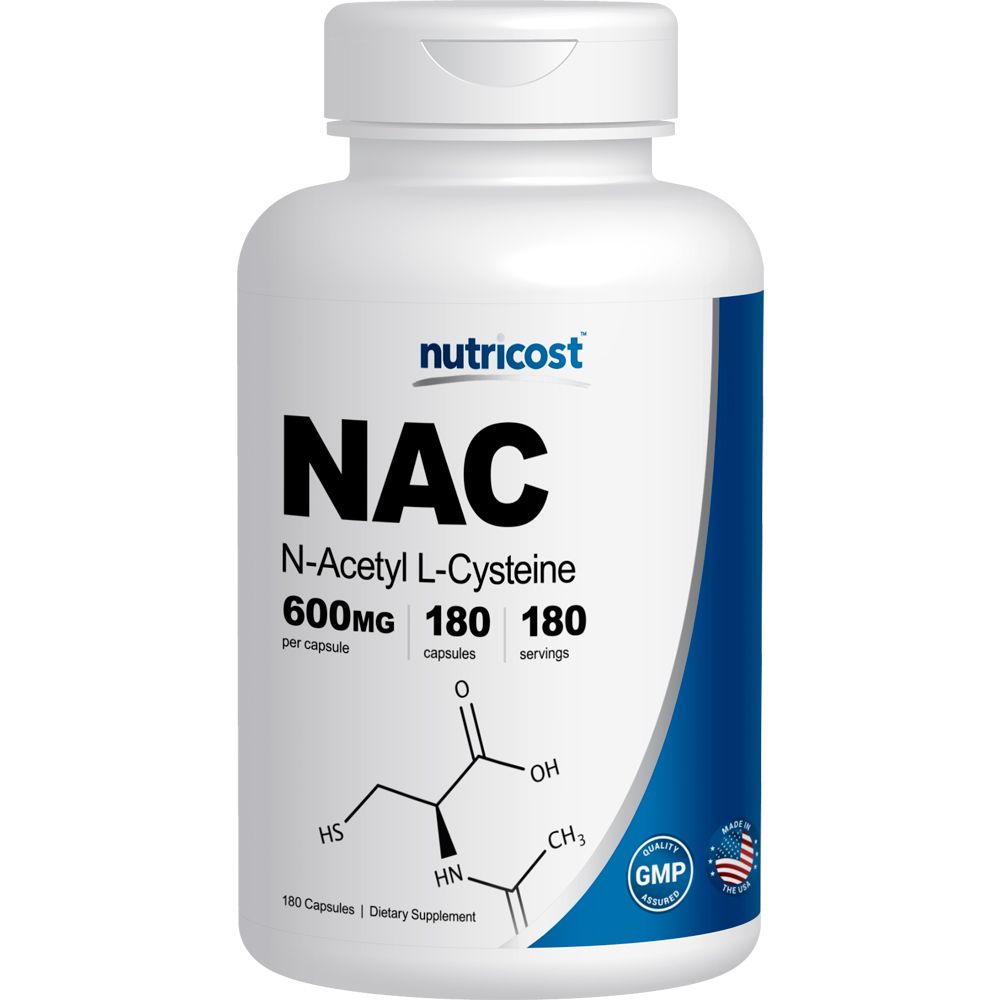 nutricost™
NAC
N-Acetyl L-Cysteine
600MG
per capsule
180
capsules
180
servings
O
OH
HS
HN
CH₃
180 Capsules | Dietary Supplement
QUALITY
GMP
ASSURED
MADE IN
THE USA